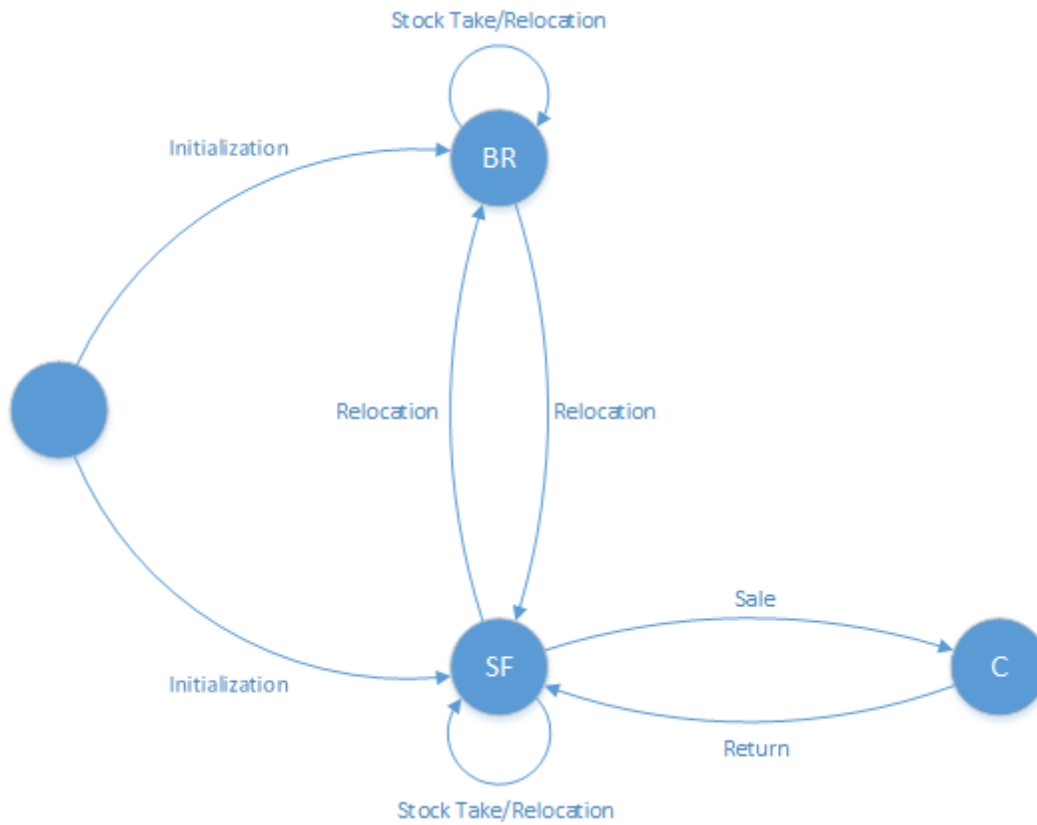 Stock Take/Relocation
Initialization
BR
Relocation
Relocation
Sale
SF
C
Initialization
Return
Stock Take/Relocation